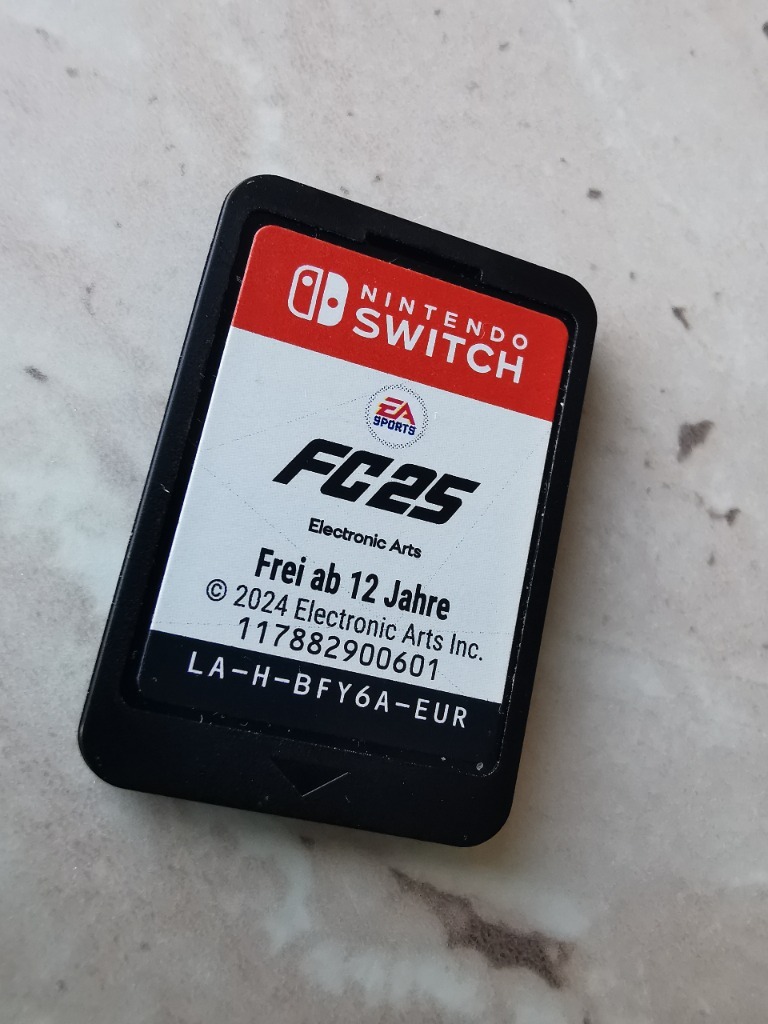 NINTENDO
SWITCH
EA
SPORTS
FC25
Electronic Arts
Frei ab 12 Jahre
© 2024 Electronic Arts Inc.
117882900601
LA-H-BFY6A-EUR